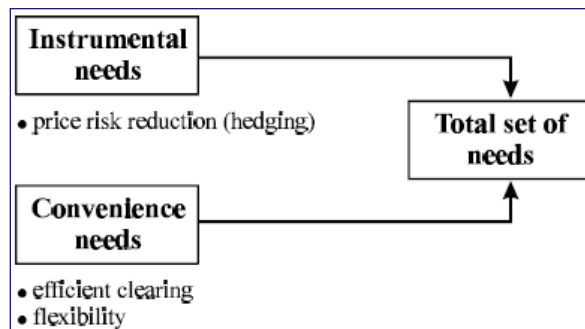 Instrumental
needs
• price risk reduction (hedging)
Total set of
needs
Convenience
needs
• efficient clearing
• flexibility